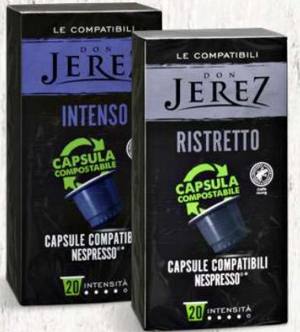 LE COMPATIBILI
DON
JEREZ
INTENSO
CAPSULA
COMPOSTABILE
CAPSULE COMPATIBI
NESPRESSO®*
20 INTENSITÀ
LE COMPATIBILI
DON
JEREZ
RISTRETTO
CAPSULA
COMPOSTABILE
CAPSULE COMPATIBILI
NESPRESSO®*
20 INTENSITÀ